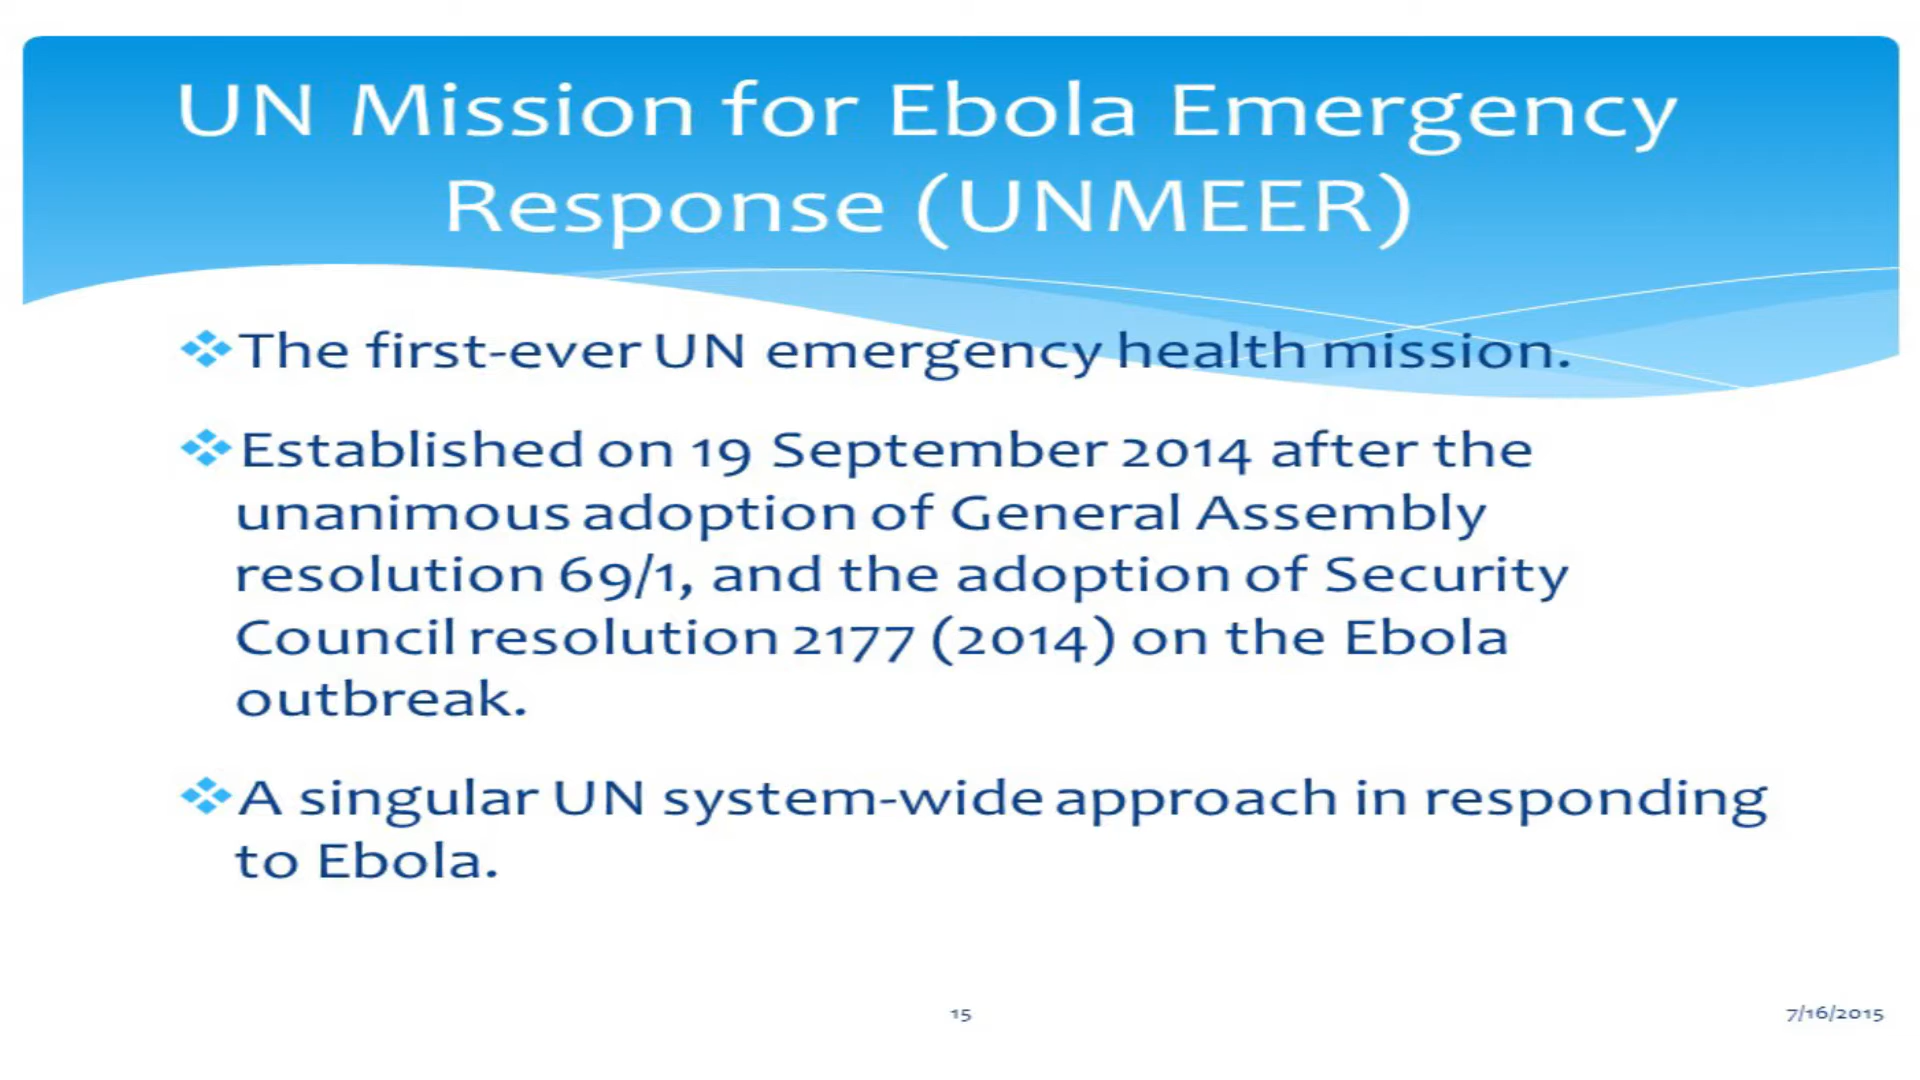 UN Mission for Ebola Emergency
Response (UNMEER)
❖The first-ever UN emergency health mission.
❖Established on 19 September 2014 after the
unanimous adoption of General Assembly
resolution 69/1, and the adoption of Security
Council resolution 2177 (2014) on the Ebola
outbreak.
❖A singular UN system-wide approach in responding
to Ebola.
15
7/16/2015